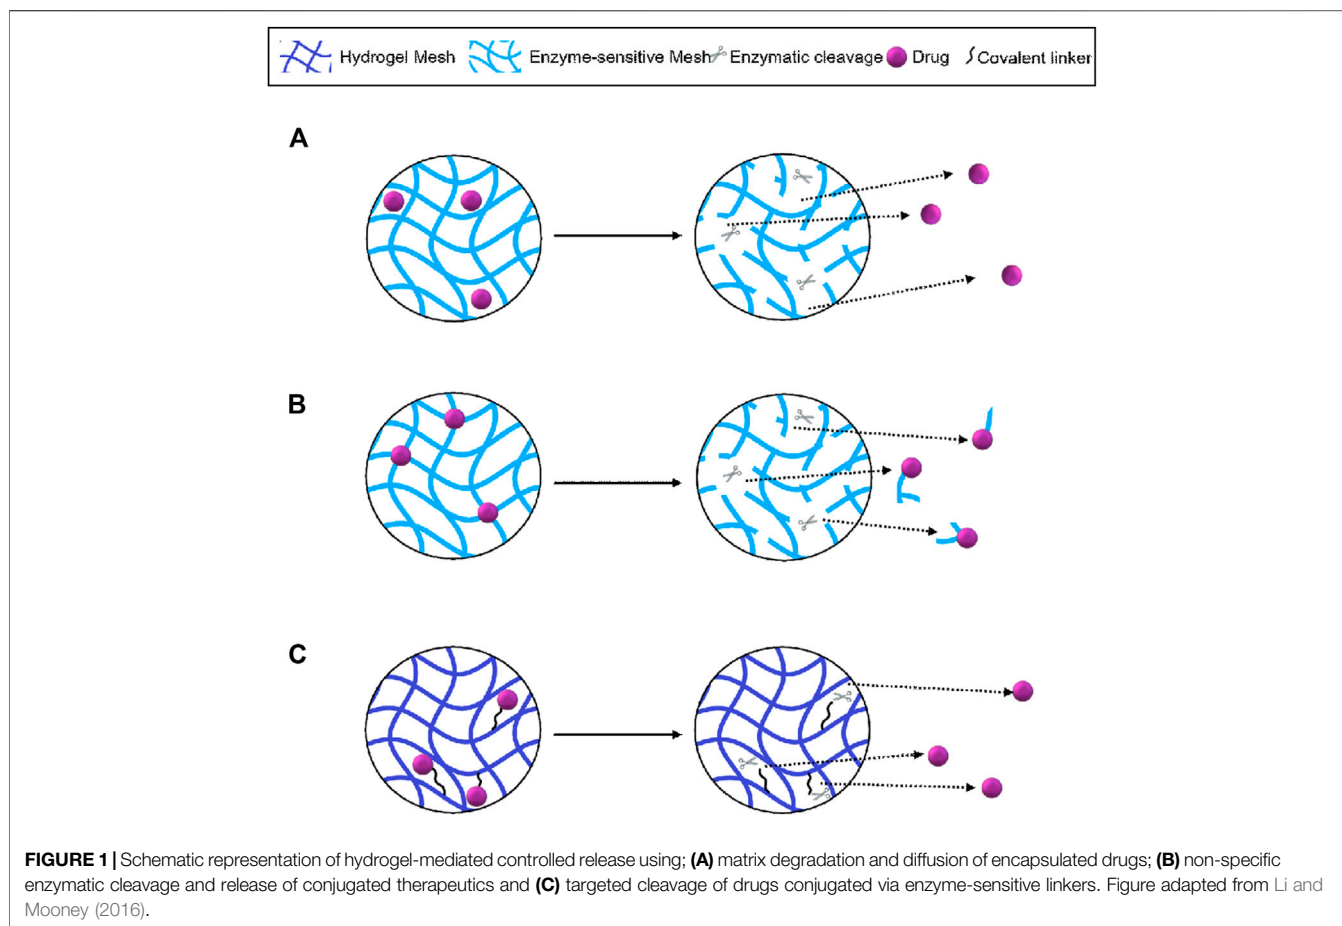 Hydrogel Mesh Enzyme-sensitive Mesh Enzymatic cleavage Drug Covalent linker
A
B
C
FIGURE 1 | Schematic representation of hydrogel-mediated controlled release using; (A) matrix degradation and diffusion of encapsulated drugs; (B) non-specific
enzymatic cleavage and release of conjugated therapeutics and (C) targeted cleavage of drugs conjugated via enzyme-sensitive linkers. Figure adapted from Li and
Mooney (2016).